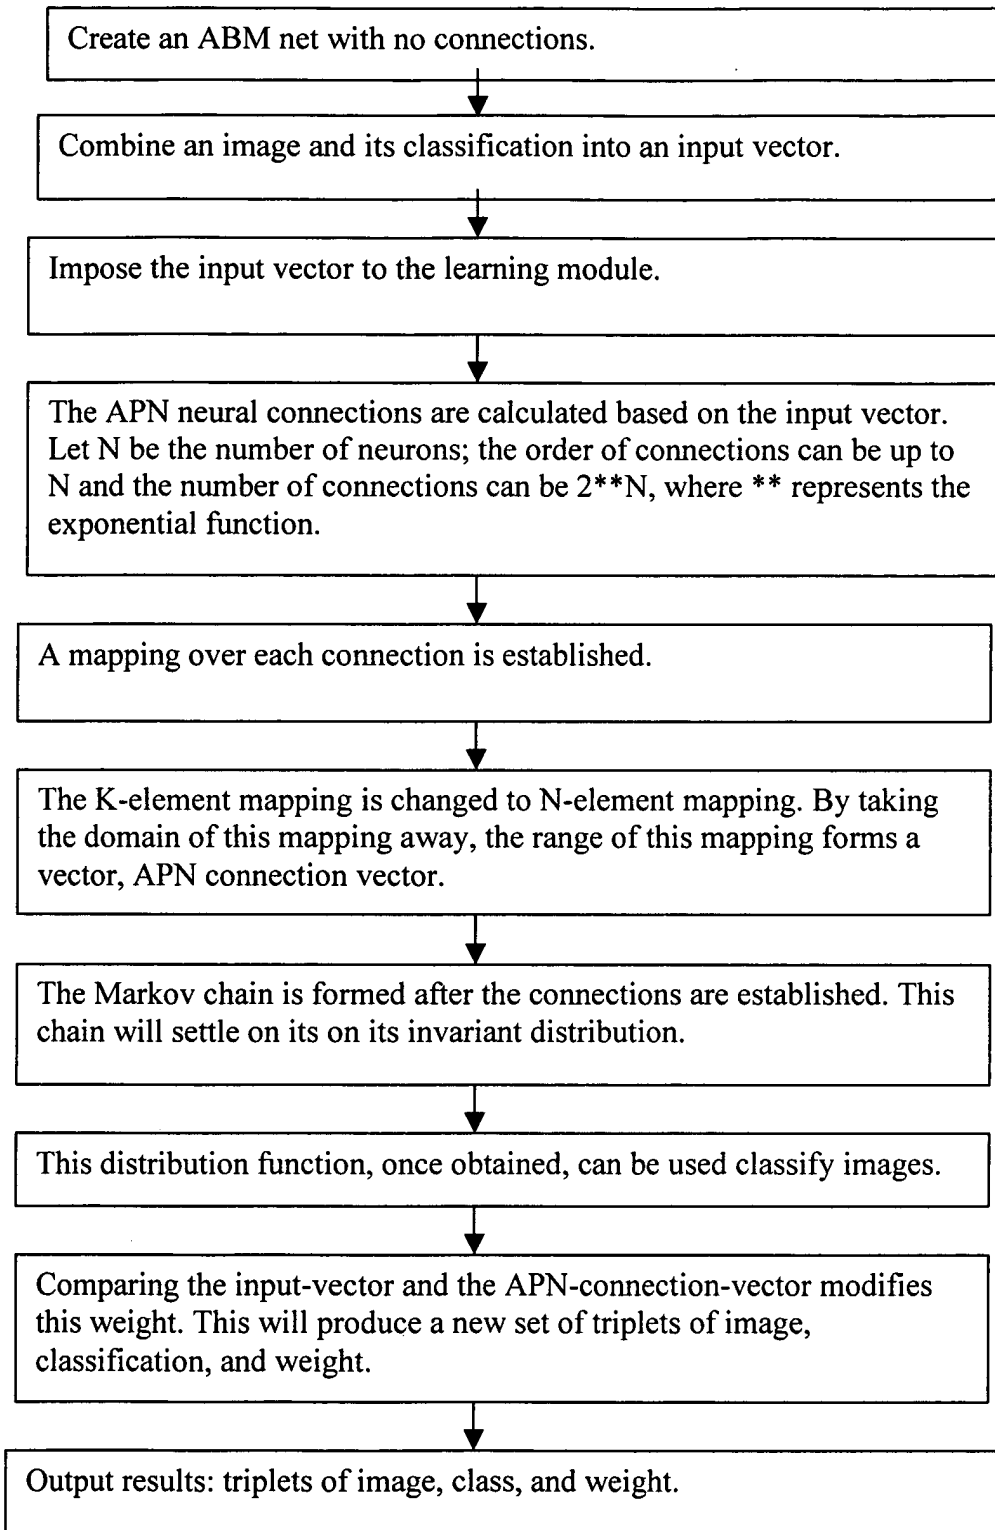 Create an ABM net with no connections.
Combine an image and its classification into an input vector.
Impose the input vector to the learning module.
The APN neural connections are calculated based on the input vector.
Let N be the number of neurons; the order of connections can be up to
N and the number of connections can be 2**N, where ** represents the
exponential function.
A mapping over each connection is established.
The K-element mapping is changed to N-element mapping. By taking
the domain of this mapping away, the range of this mapping forms a
vector, APN connection vector.
The Markov chain is formed after the connections are established. This
chain will settle on its on its invariant distribution.
This distribution function, once obtained, can be used classify images.
Comparing the input-vector and the APN-connection-vector modifies
this weight. This will produce a new set of triplets of image,
classification, and weight.
Output results: triplets of image, class, and weight.